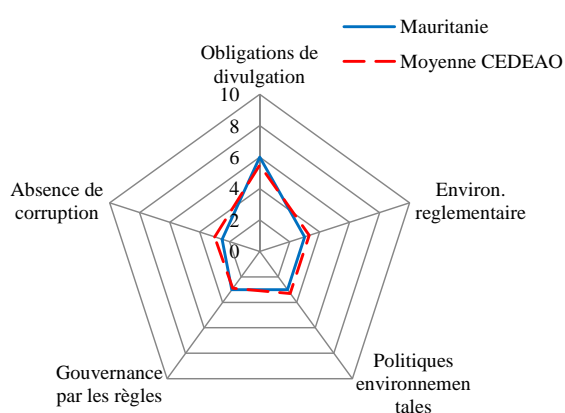 Mauritanie
Moyenne CEDEAO
Obligations de
divulgation
10
8
6
4
2
0
Environ.
reglementaire
Politiques
environnemen
tales
Gouvernance
par les règles
Absence de
corruption